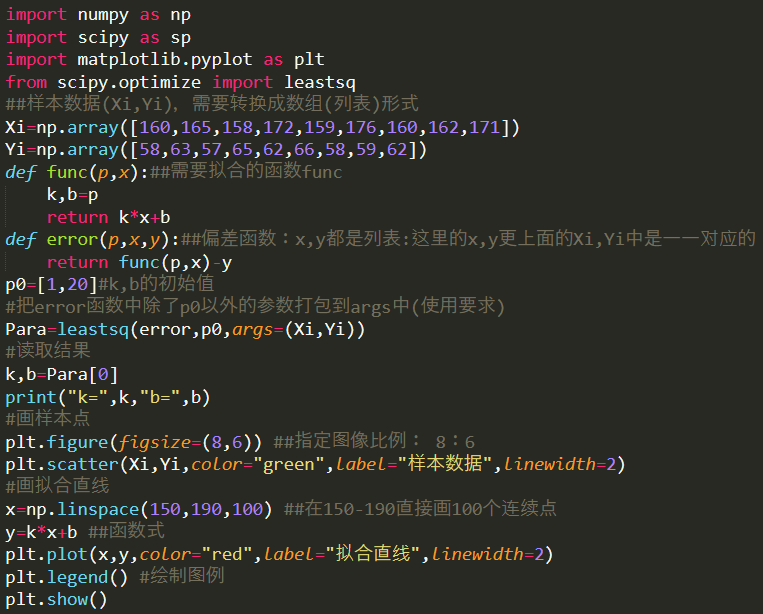 import numpy as np
import scipy as sp
import matplotlib.pyplot as plt
from scipy.optimize import leastsq
##样本数据(Xi,Yi)，需要转换成数组(列表)形式
Xi=np.array([160,165,158,172,159,176,160,162,171])
Yi=np.array([58,63,57,65,62,66,58,59,62])
def func(p,x):##需要拟合的函数func
    k,b=p
    return k*x+b
def error(p,x,y):##偏差函数：x,y都是列表:这里的x,y更上面的Xi,Yi中是一一对应的
    return func(p,x)-y
p0=[1,20]#k,b的初始值
#把error函数中除了p0以外的参数打包到args中(使用要求)
Para=leastsq(error,p0,args=(Xi,Yi))
#读取结果
k,b=Para[0]
print("k=",k,"b=",b)
#画样本点
plt.figure(figsize=(8,6)) ##指定图像比例： 8：6
plt.scatter(Xi,Yi,color="green",label="样本数据",linewidth=2)
#画拟合直线
x=np.linspace(150,190,100) ##在150-190直接画100个连续点
y=k*x+b ##函数式
plt.plot(x,y,color="red",label="拟合直线",linewidth=2)
plt.legend() #绘制图例
plt.show()